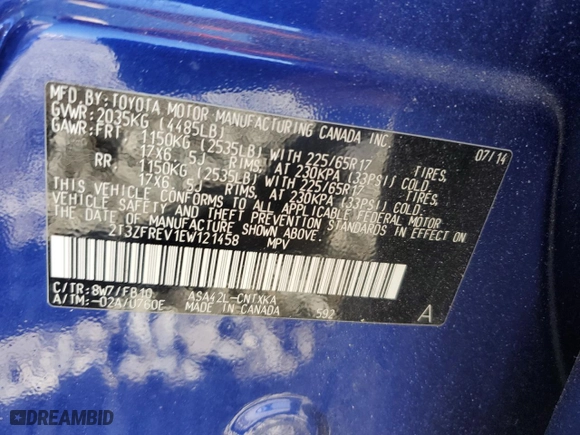 MFD. BY: TOYOTA MOTOR MANUFACTURING CANADA INC. 07/14
GVWR: 2035KG (4485LB)
GAWR: FRT 1150KG (2535LB) WITH 225/65R17 TIRES,
17X6.5J RIMS, AT 230KPA (33PSI) COLD.
RR 1150KG (2535LB) WITH 225/65R17 TIRES,
17X6.5J RIMS, AT 230KPA (33PSI) COLD.
THIS VEHICLE CONFORMS TO ALL APPLICABLE FEDERAL MOTOR
VEHICLE SAFETY AND THEFT PREVENTION STANDARDS IN EFFECT
ON THE DATE OF MANUFACTURE SHOWN ABOVE.
2T3ZFREV1EW121458 MPV
C/TR: 8W7/FB10 ASA42L-CNTXKA
A/TM: -02A/U760E MADE IN CANADA 592 A
DREAMBID